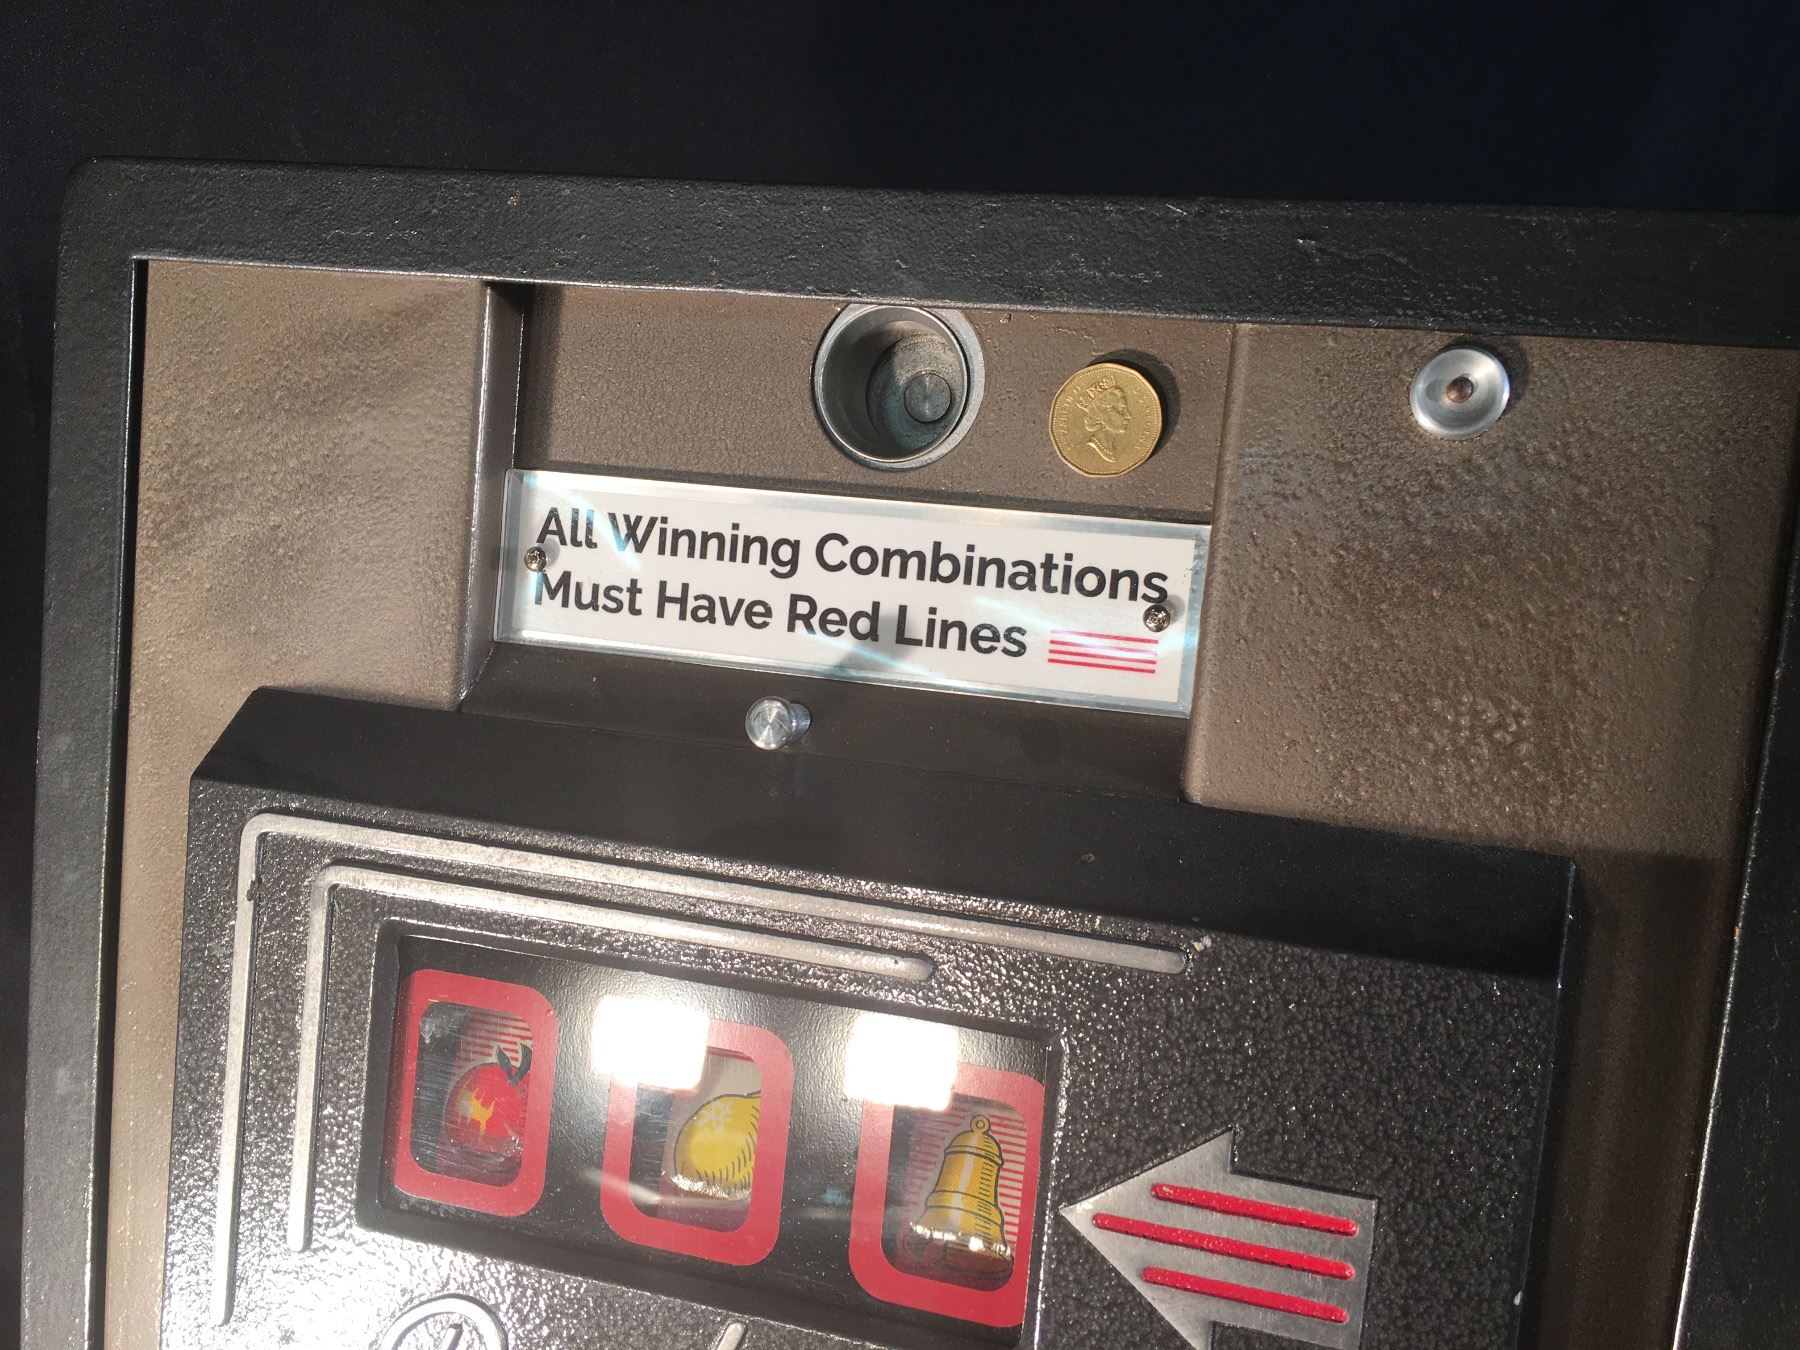 All Winning Combinations
Must Have Red Lines